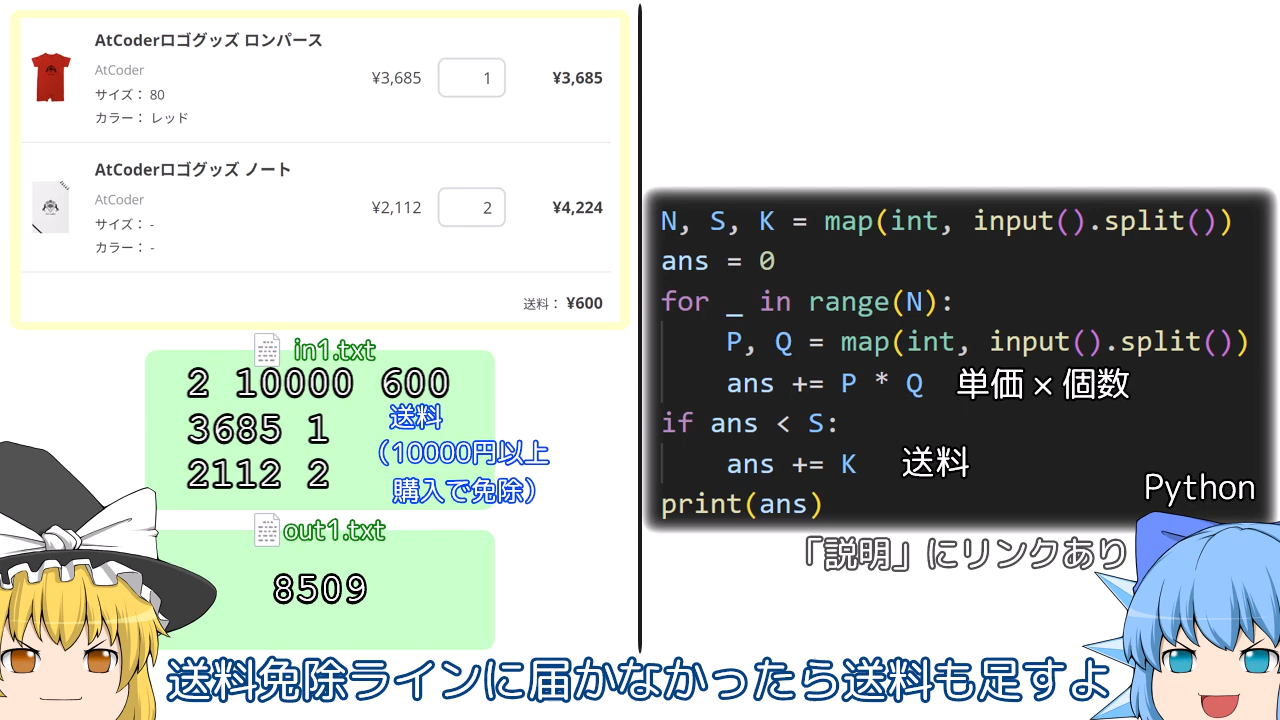 AtCoderロゴグッズ ロンパース
AtCoder
サイズ： 80
カラー： レッド
¥3,685 1 ¥3,685
AtCoderロゴグッズ ノート
AtCoder
サイズ： -
カラー： -
¥2,112 2 ¥4,224
送料： ¥600
in1.txt
2 10000 600
3685 1
2112 2
送料
（10000円以上
購入で免除）
out1.txt
8509
N, S, K = map(int, input().split())
ans = 0
for _ in range(N):
    P, Q = map(int, input().split())
    ans += P * Q 単価×個数
if ans < S:
    ans += K 送料
print(ans)
Python
「説明」にリンクあり
送料免除ラインに届かなかったら送料も足すよ